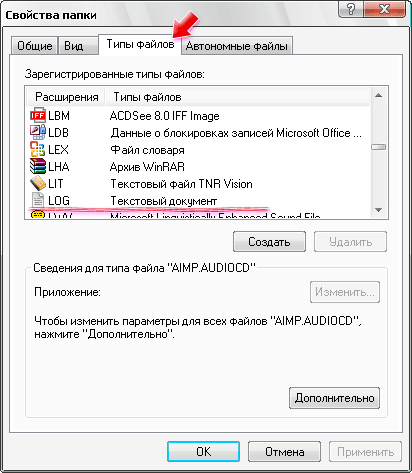 Свойства папки
Общие Вид Типы файлов Автономные файлы
Зарегистрированные типы файлов:
Расширения Типы файлов
LBM ACDSee 8.0 IFF Image
LDB Данные о блокировках записей Microsoft Office ...
LEX Файл словаря
LHA Архив WinRAR
LIT Текстовый файл TNR Vision
LOG Текстовый документ
Microsoft Linguistically Enhanced Sound File
Создать Удалить
Сведения для типа файла "AIMP.AUDIOCD"
Приложение: Изменить...
Чтобы изменить параметры для всех файлов "AIMP.AUDIOCD",
нажмите "Дополнительно".
Дополнительно
OK Отмена Применить